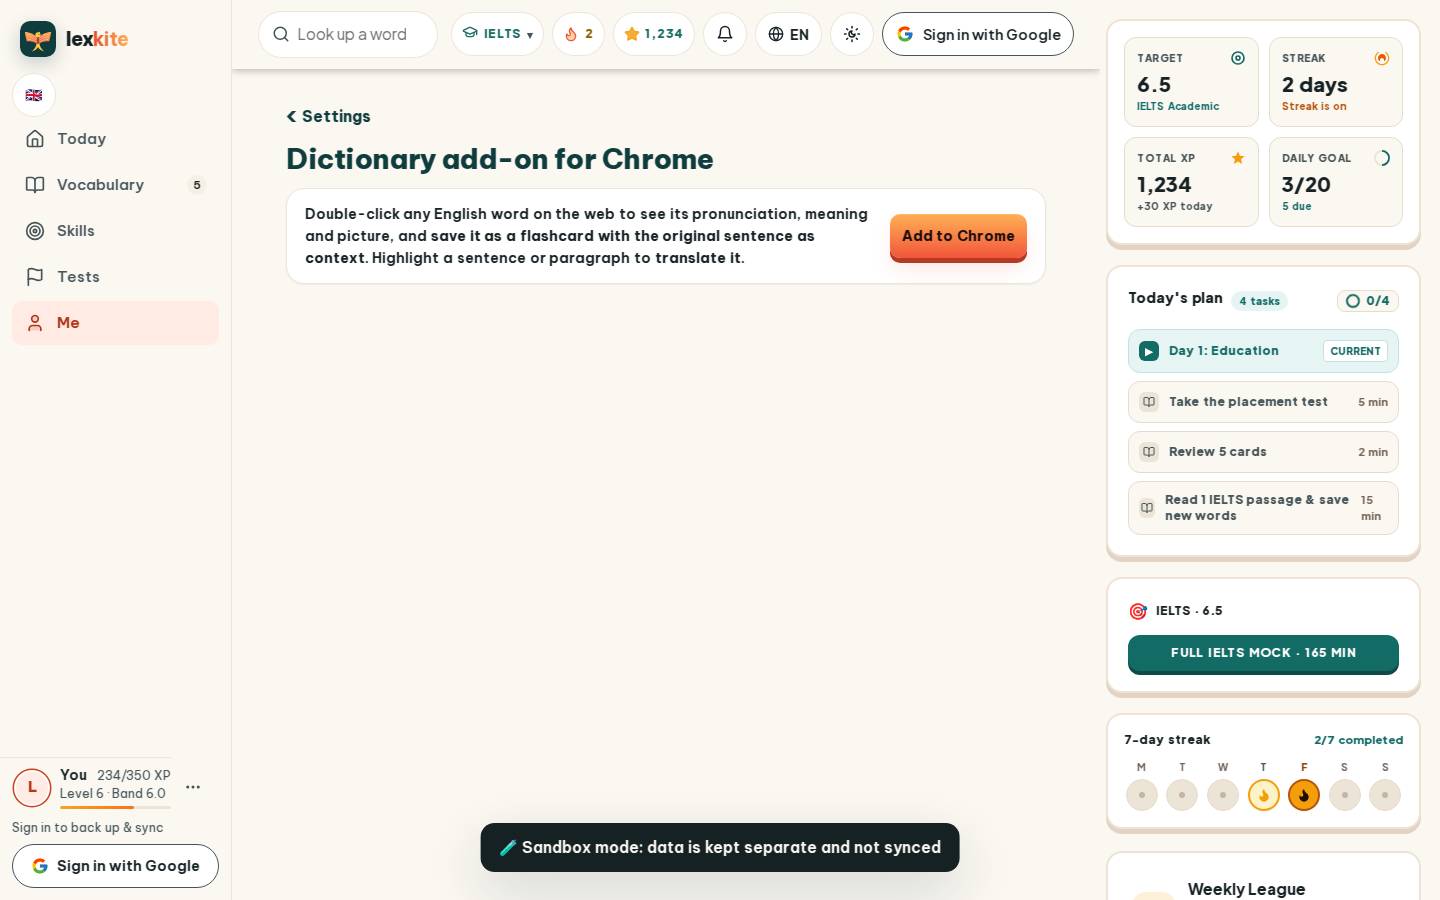 lexkite
Today
Vocabulary 5
Skills
Tests
Me
You 234/350 XP
L
Level 6 · Band 6.0
Sign in to back up & sync
Sign in with Google
Look up a word
IELTS
2
1,234
EN
Sign in with Google
Settings
Dictionary add-on for Chrome
Double-click any English word on the web to see its pronunciation, meaning
and picture, and save it as a flashcard with the original sentence as
context. Highlight a sentence or paragraph to translate it.
Add to Chrome
🧪 Sandbox mode: data is kept separate and not synced
TARGET
6.5
IELTS Academic
STREAK
2 days
Streak is on
TOTAL XP
1,234
+30 XP today
DAILY GOAL
3/20
5 due
Today's plan 4 tasks 0/4
Day 1: Education CURRENT
Take the placement test 5 min
Review 5 cards 2 min
Read 1 IELTS passage & save 15
new words min
🎯 IELTS · 6.5
FULL IELTS MOCK · 165 MIN
7-day streak 2/7 completed
M T W T F S S
Weekly League